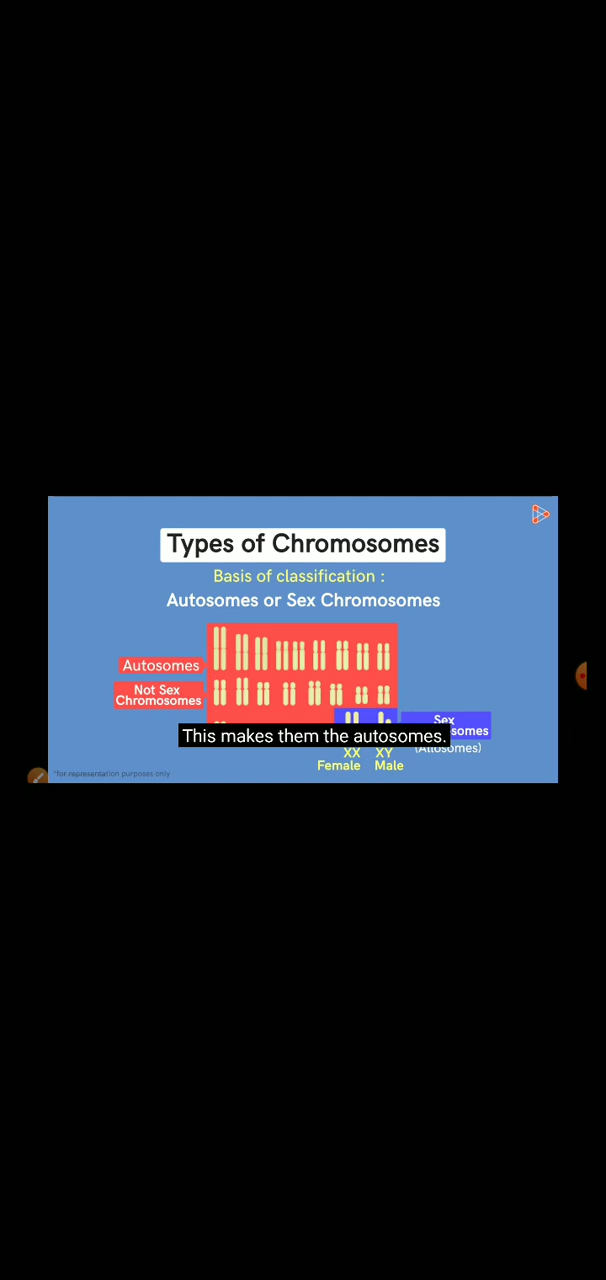 Types of Chromosomes
Basis of classification :
Autosomes or Sex Chromosomes
Autosomes
Not Sex
Chromosomes
Sex
This makes them the autosomes.
(Allosomes)
XX XY
Female Male
*for representation purposes only